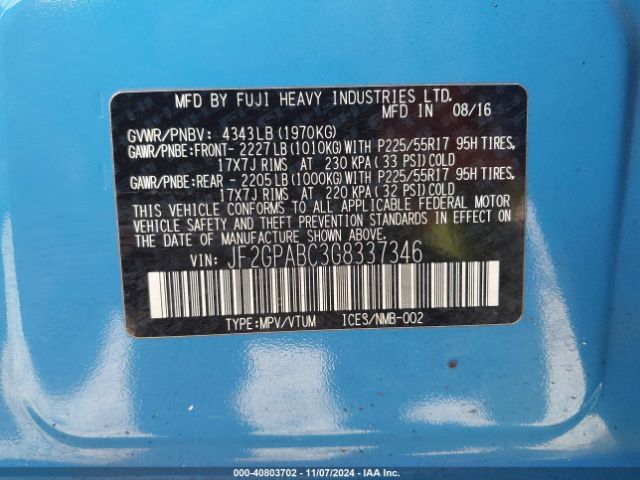 MFD BY FUJI HEAVY INDUSTRIES LTD.
MFD IN 08/16
GVWR/PNBV: 4343LB (1970KG)
GAWR/PNBE:FRONT- 2227LB (1010KG) WITH P225/55R17 95H TIRES,
17X7J RIMS AT 230 KPA (33 PSI) COLD
GAWR/PNBE:REAR - 2205LB (1000KG) WITH P225/55R17 95H TIRES,
17X7J RIMS AT 220 KPA (32 PSI) COLD
THIS VEHICLE CONFORMS TO ALL APPLICABLE FEDERAL MOTOR
VEHICLE SAFETY AND THEFT PREVENTION STANDARDS IN EFFECT
ON THE DATE OF MANUFACTURE SHOWN ABOVE.
VIN: JF2GPABC3G8337346
TYPE:MPV/VTUM ICES/NMB-002
000-40803702 - 11/07/2024 - IAA Inc.